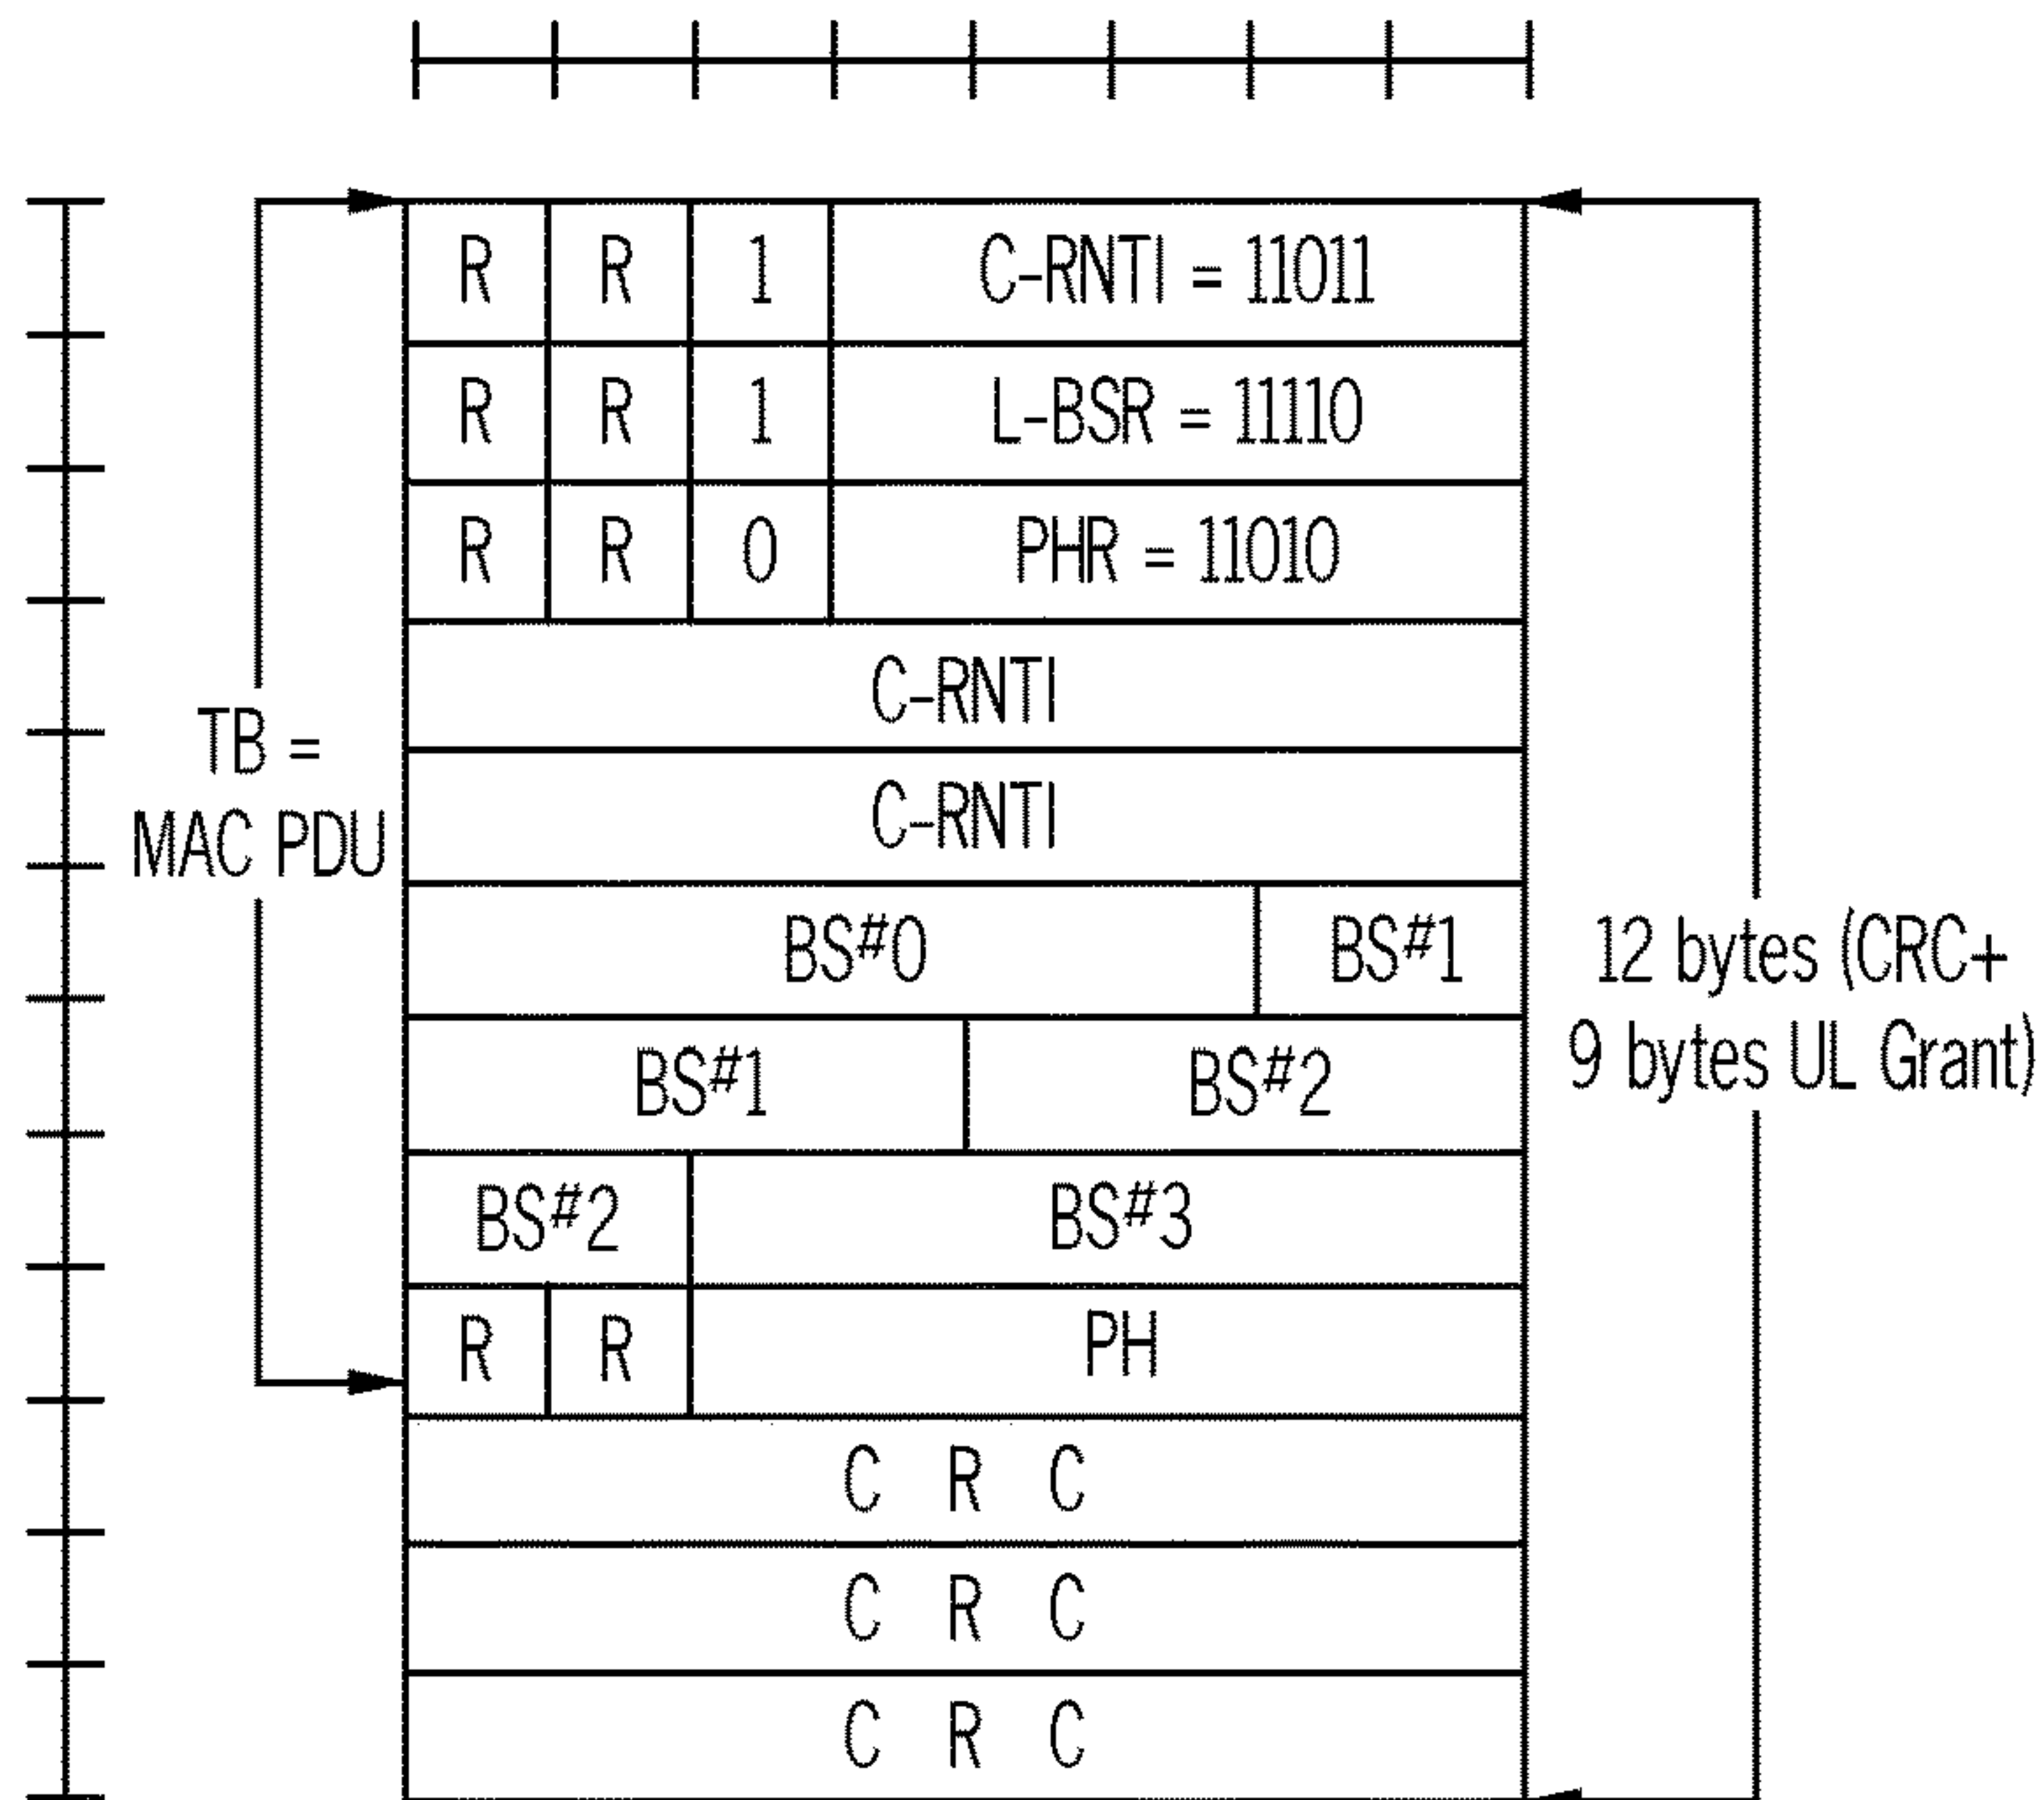 R R 1 C-RNTI = 11011
R R 1 L-BSR = 11110
R R 0 PHR = 11010
C-RNTI
TB =
MAC PDU
C-RNTI
BS#0 BS#1
12 bytes (CRC+
9 bytes UL Grant)
BS#1 BS#2
BS#2 BS#3
R R PH
C R C
C R C
C R C